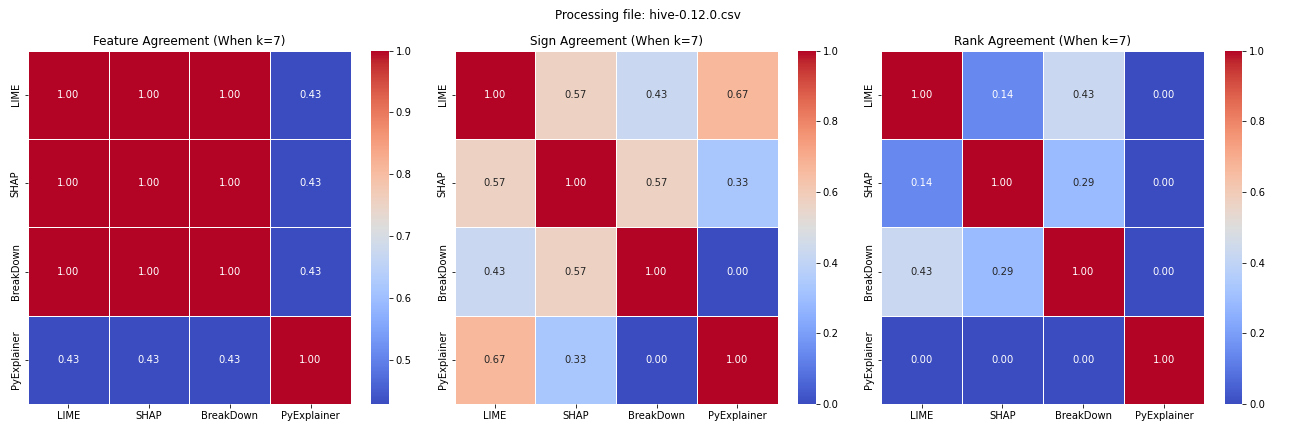 Processing file: hive-0.12.0.csv
Feature Agreement (When k=7)
LIME 1.00 1.00 1.00 0.43
SHAP 1.00 1.00 1.00 0.43
BreakDown 1.00 1.00 1.00 0.43
PyExplainer 0.43 0.43 0.43 1.00
LIME SHAP BreakDown PyExplainer
1.0
0.9
0.8
0.7
0.6
0.5
Sign Agreement (When k=7)
LIME 1.00 0.57 0.43 0.67
SHAP 0.57 1.00 0.57 0.33
BreakDown 0.43 0.57 1.00 0.00
PyExplainer 0.67 0.33 0.00 1.00
LIME SHAP BreakDown PyExplainer
1.0
0.8
0.6
0.4
0.2
0.0
Rank Agreement (When k=7)
LIME 1.00 0.14 0.43 0.00
SHAP 0.14 1.00 0.29 0.00
BreakDown 0.43 0.29 1.00 0.00
PyExplainer 0.00 0.00 0.00 1.00
LIME SHAP BreakDown PyExplainer
1.0
0.8
0.6
0.4
0.2
0.0